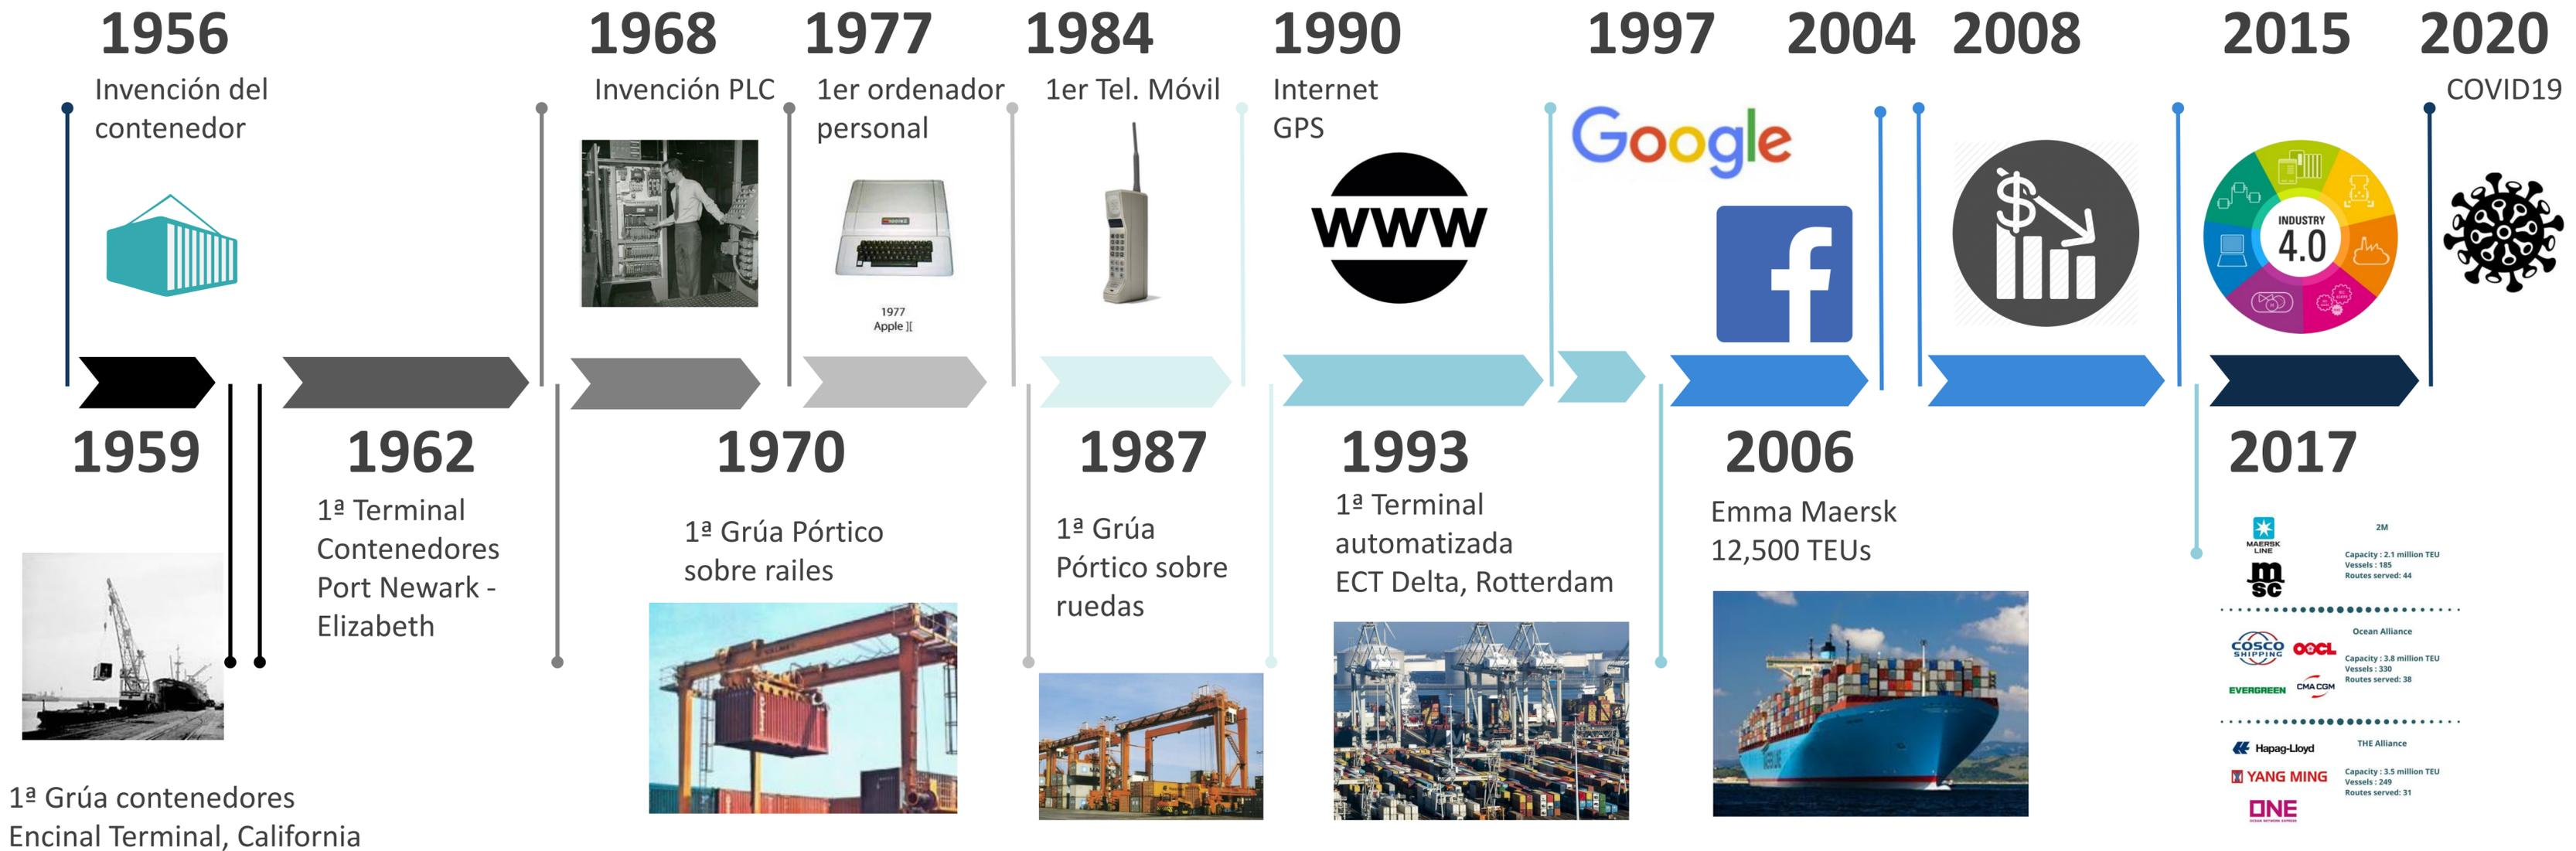 1956
Invención del
contenedor
1968
Invención PLC
1977
1er ordenador
personal
1977
Apple ][
1984
1er Tel. Móvil
1990
Internet
GPS
WWW
1997
Google
2004
f
2008
$
2015
INDUSTRY
4.0
2020
COVID19
1959
1ª Grúa contenedores
Encinal Terminal, California
1962
1ª Terminal
Contenedores
Port Newark -
Elizabeth
1970
1ª Grúa Pórtico
sobre railes
1987
1ª Grúa
Pórtico sobre
ruedas
1993
1ª Terminal
automatizada
ECT Delta, Rotterdam
2006
Emma Maersk
12,500 TEUs
2017
MAERSK
LINE
m
sc
2M
Capacity : 2.1 million TEU
Vessels : 185
Routes served: 44
COSCO
SHIPPING
OOCL
EVERGREEN
CMA CGM
Ocean Alliance
Capacity : 3.8 million TEU
Vessels : 330
Routes served: 38
Hapag-Lloyd
YANG MING
ONE
OCEAN NETWORK EXPRESS
THE Alliance
Capacity : 3.5 million TEU
Vessels : 249
Routes served: 31